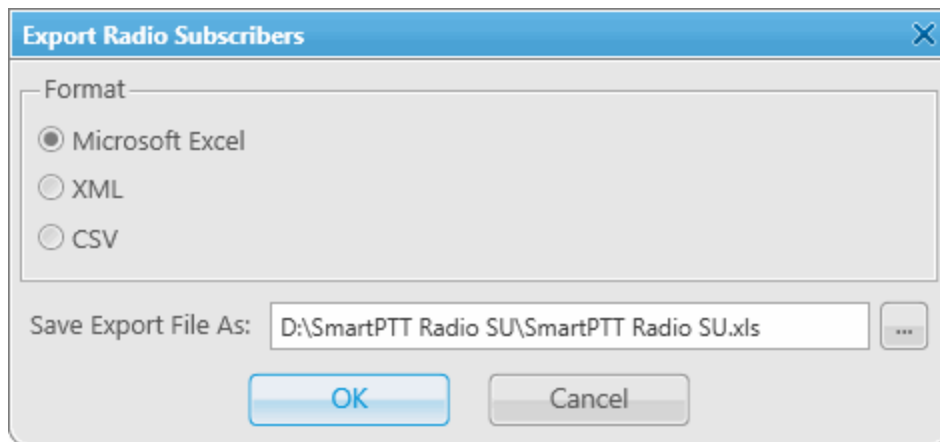 Export Radio Subscribers
Format
Microsoft Excel
XML
CSV
Save Export File As: D:\SmartPTT Radio SU\SmartPTT Radio SU.xls ...
OK Cancel